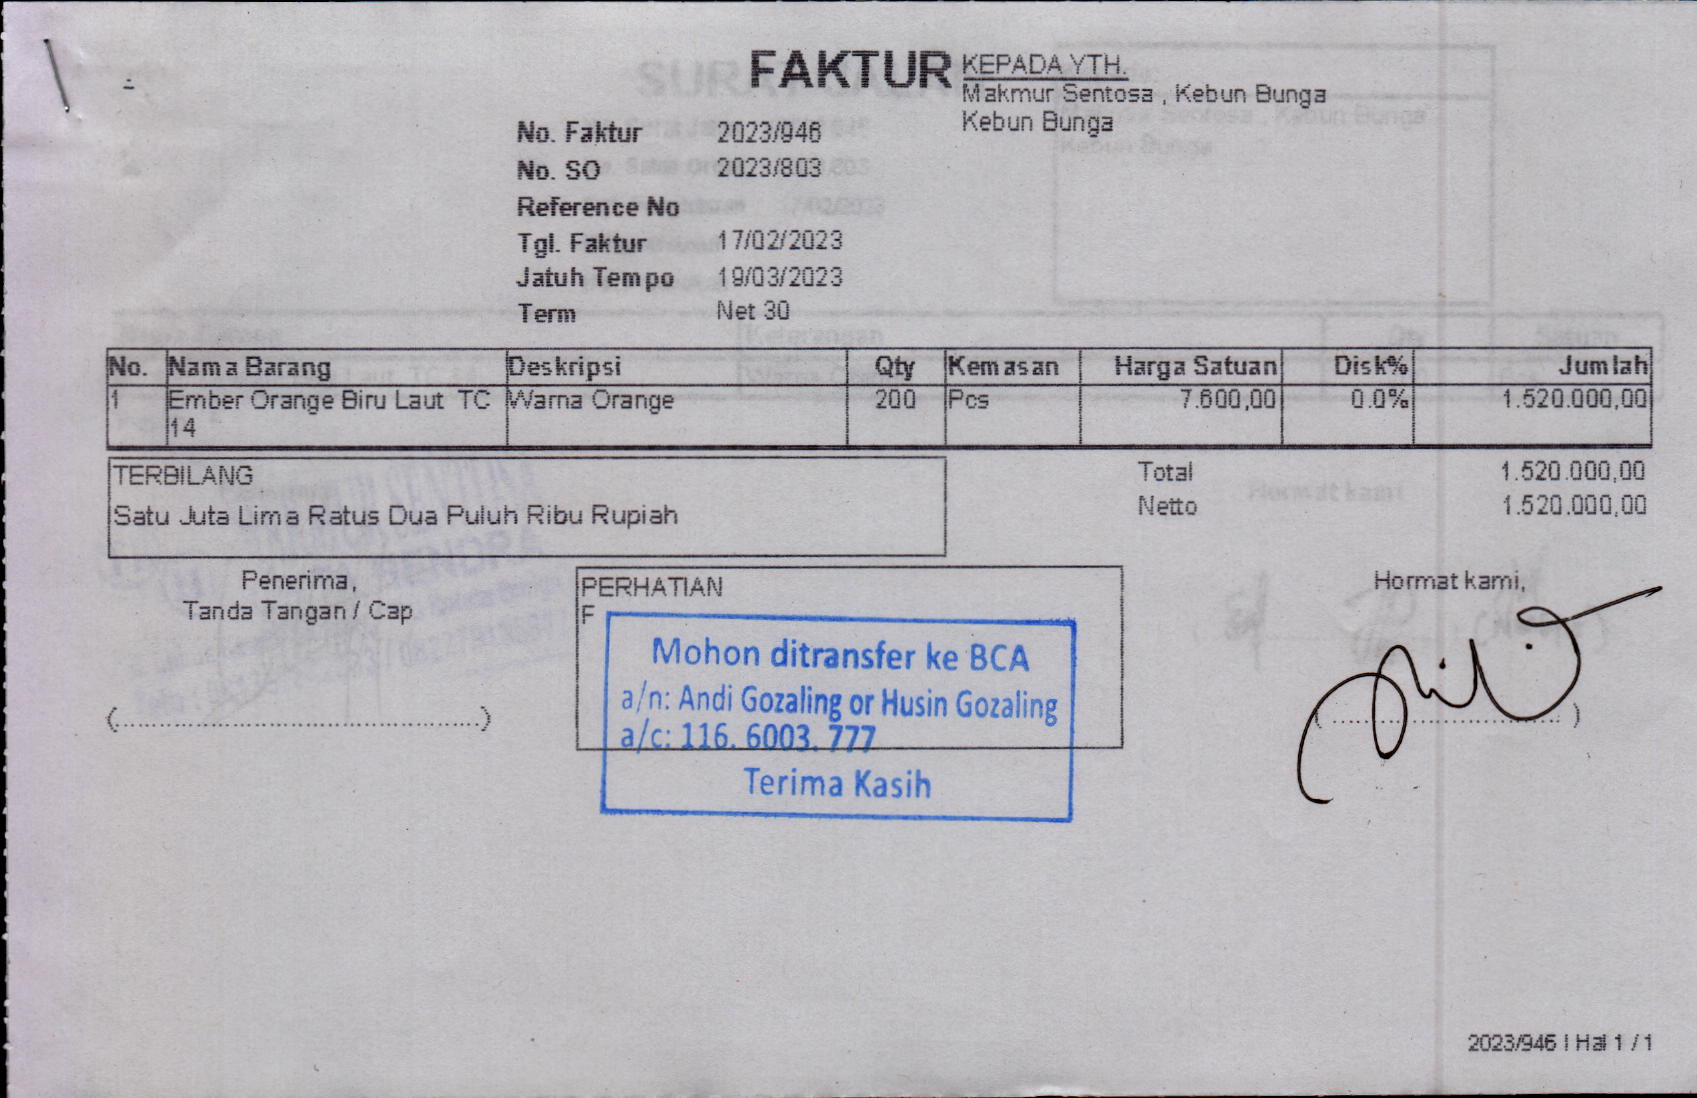 FAKTUR
KEPADA YTH.
Makmur Sentosa , Kebun Bunga
Kebun Bunga
No. Faktur 2023/946
No. SO 2023/803
Reference No
Tgl. Faktur 17/02/2023
Jatuh Tempo 19/03/2023
Term Net 30
No. Nama Barang Deskripsi Qty Kemasan Harga Satuan Disk% Jumlah
1 Ember Orange Biru Laut TC Warna Orange 200 Pcs 7.600,00 0.0% 1.520.000,00
14
TERBILANG
Satu Juta Lima Ratus Dua Puluh Ribu Rupiah
Total 1.520.000,00
Netto 1.520.000,00
Penerima,
Tanda Tangan / Cap
(........................................)
PERHATIAN
F
Mohon ditransfer ke BCA
a/n: Andi Gozaling or Husin Gozaling
a/c: 116. 6003. 777
Terima Kasih
Hormat kami,
(........................................)
2023/946 | Hal 1 / 1